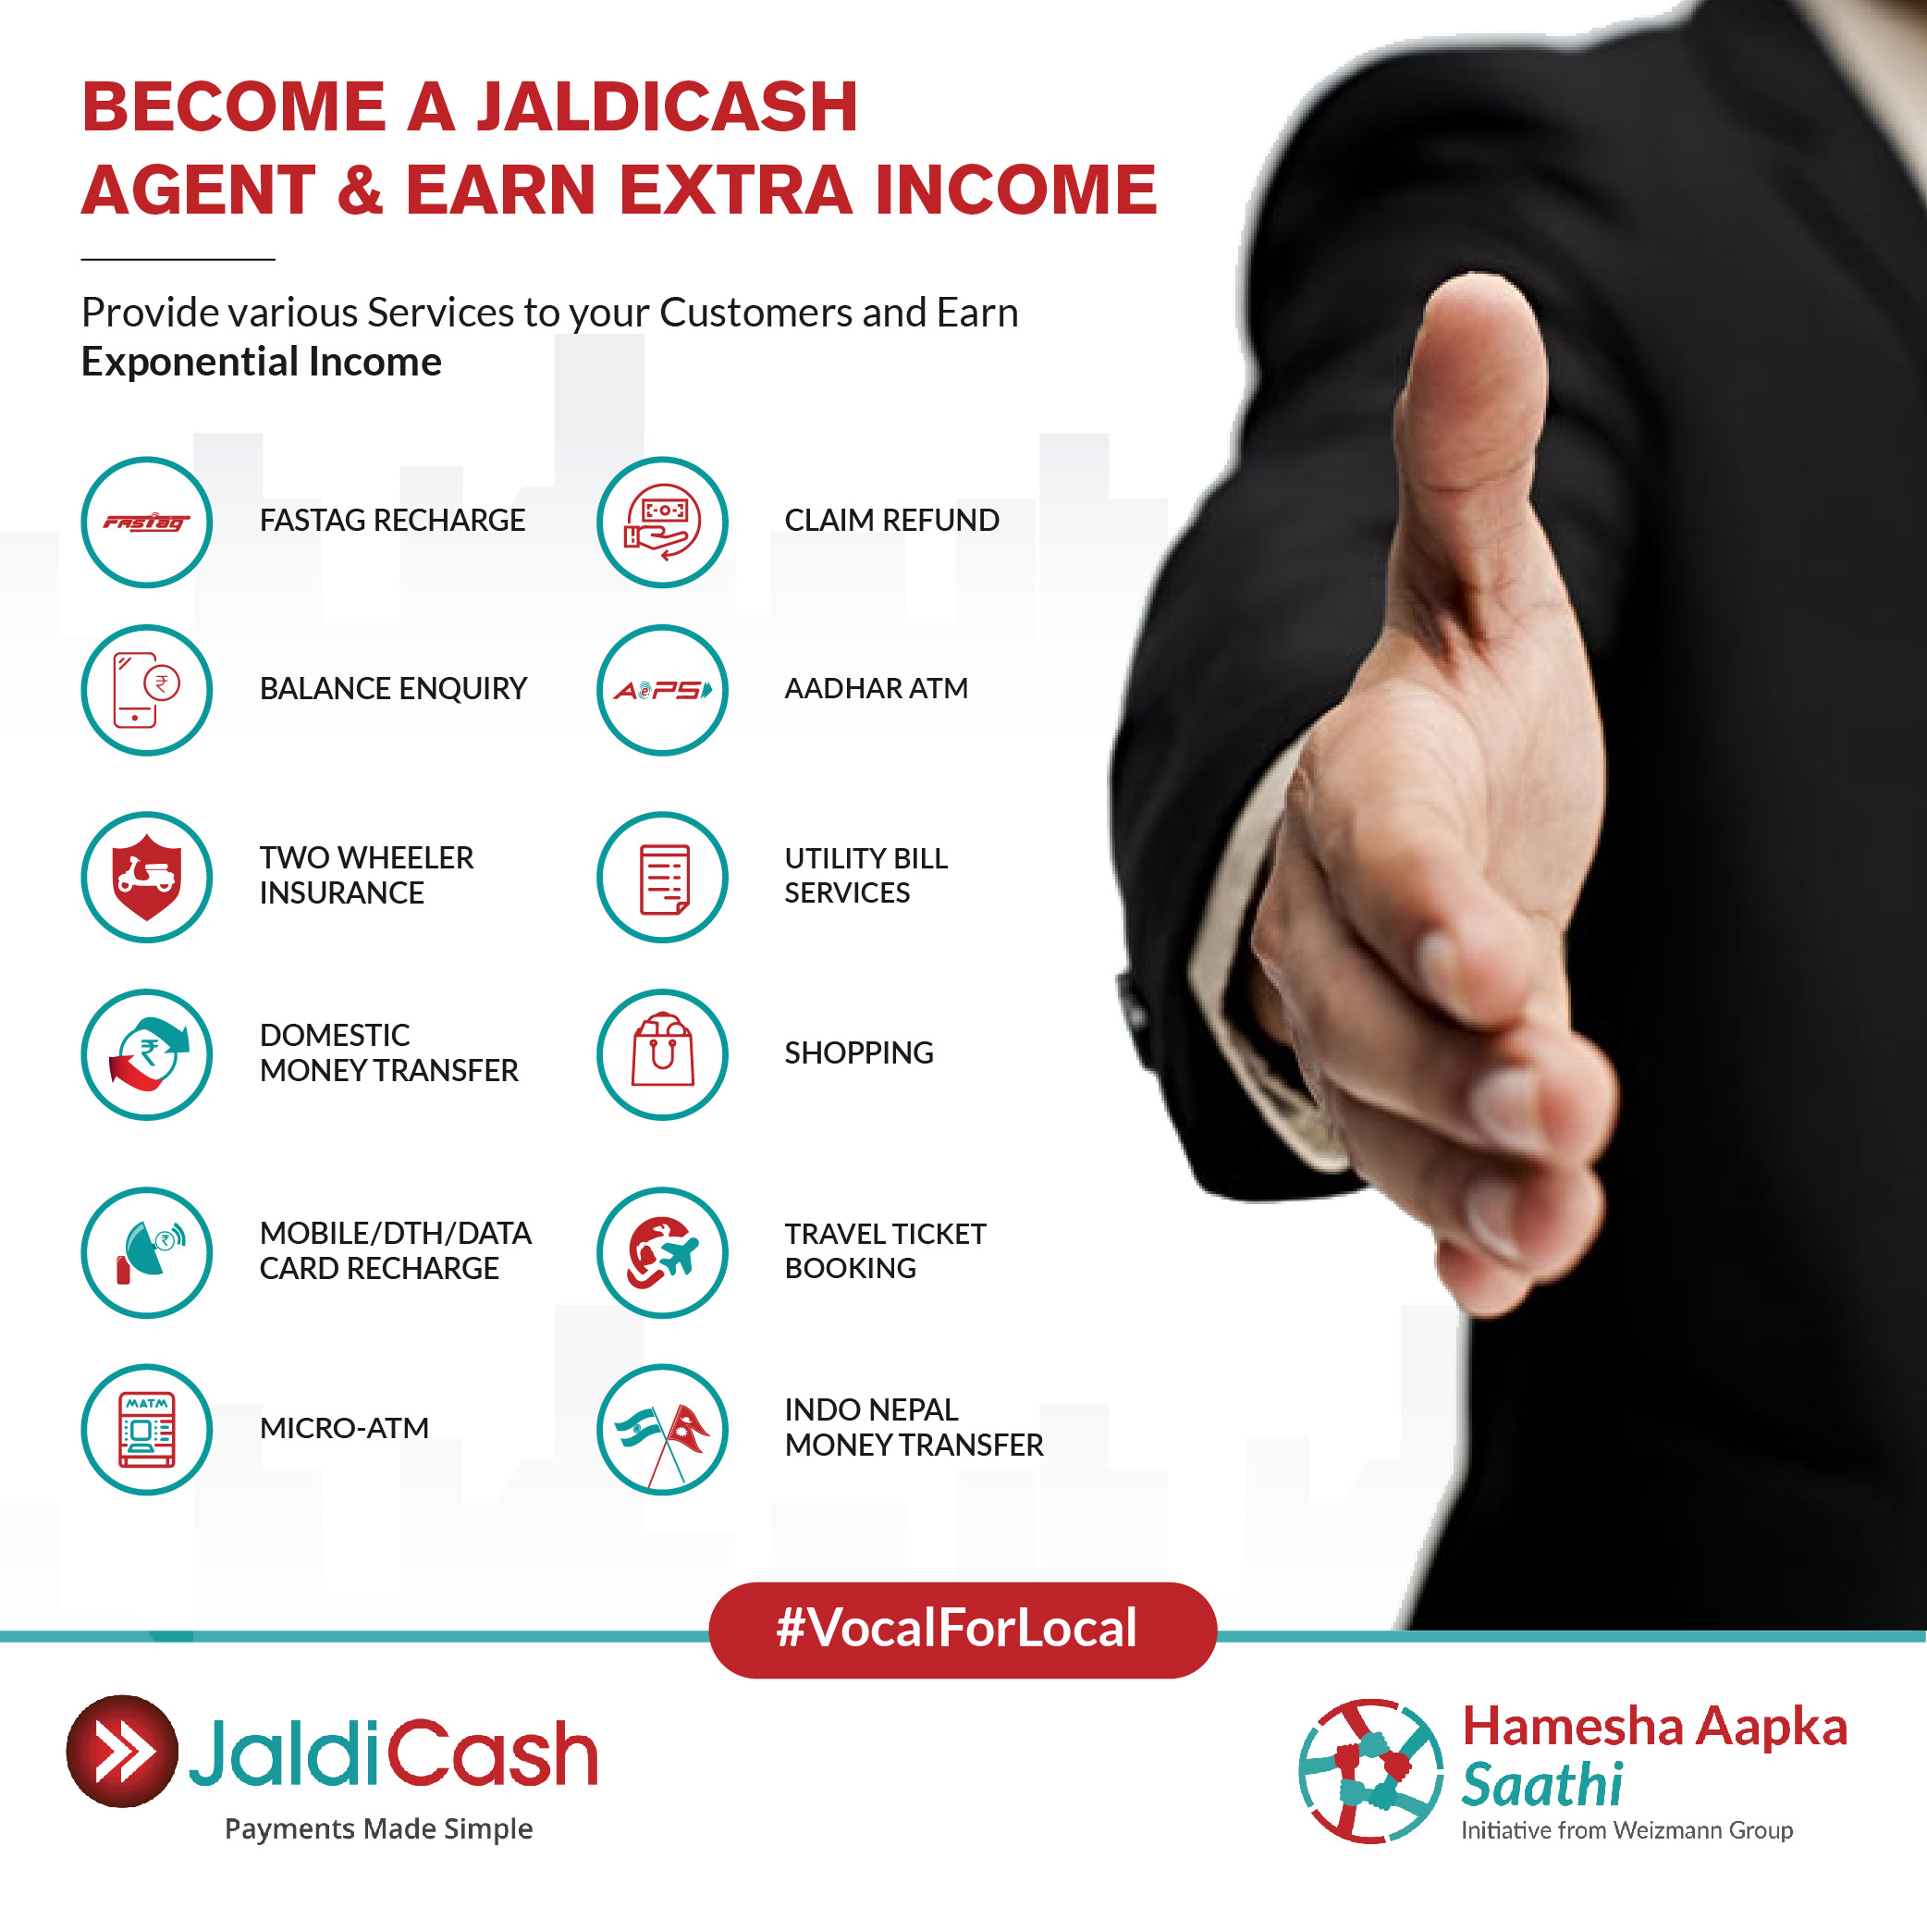 BECOME A JALDICASH
AGENT & EARN EXTRA INCOME
Provide various Services to your Customers and Earn
Exponential Income
FASTag
FASTAG RECHARGE
CLAIM REFUND
BALANCE ENQUIRY
AePS
AADHAR ATM
TWO WHEELER
INSURANCE
UTILITY BILL
SERVICES
DOMESTIC
MONEY TRANSFER
SHOPPING
MOBILE/DTH/DATA
CARD RECHARGE
TRAVEL TICKET
BOOKING
MATM
MICRO-ATM
INDO NEPAL
MONEY TRANSFER
#VocalForLocal
JaldiCash
Payments Made Simple
Hamesha Aapka
Saathi
Initiative from Weizmann Group